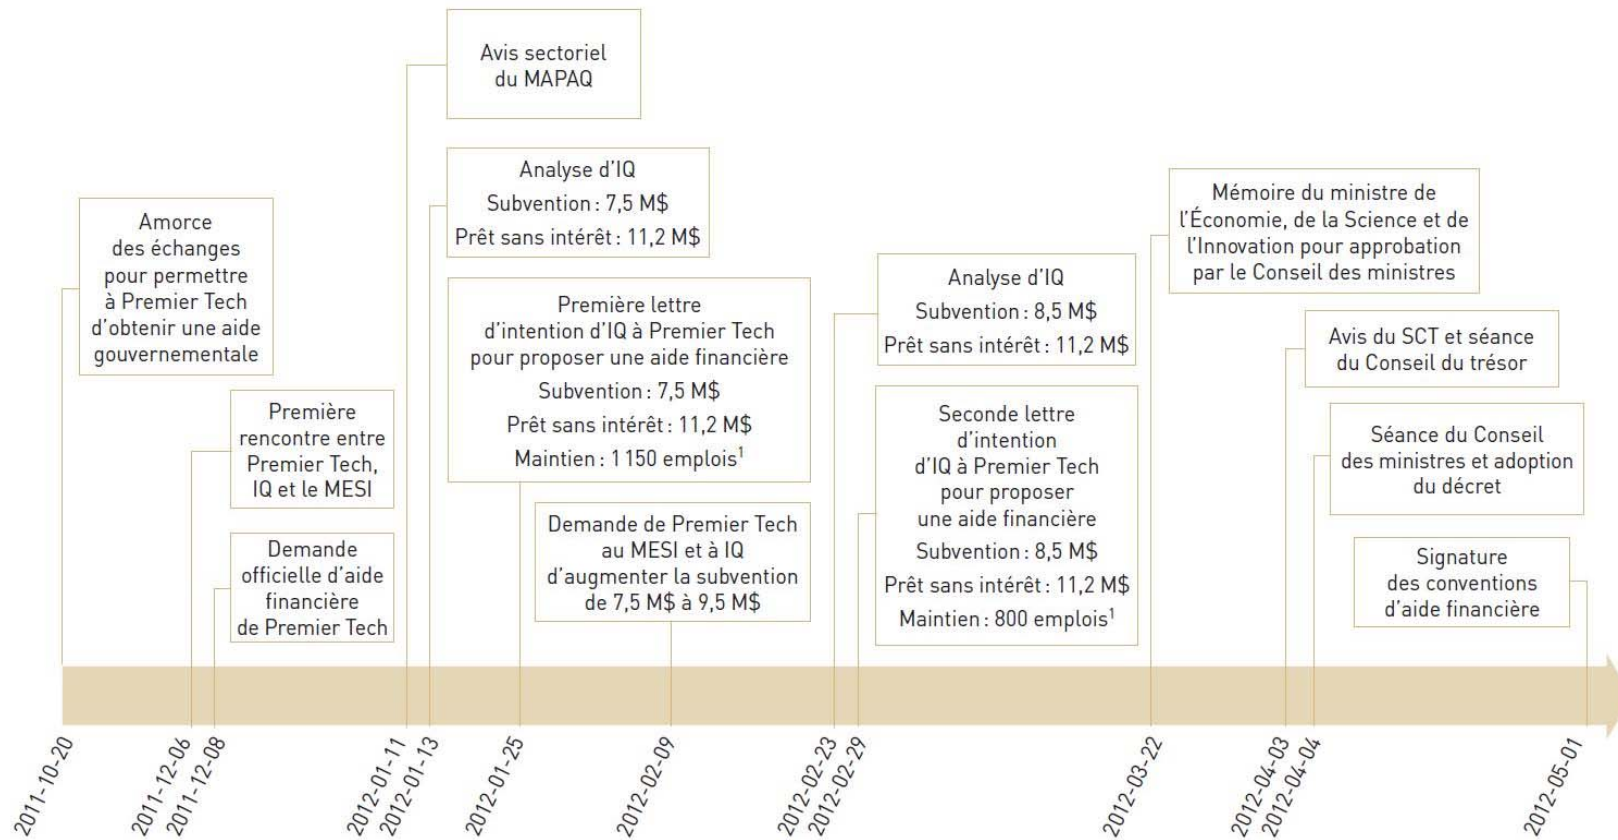 Avis sectoriel
du MAPAQ
Analyse d’IQ
Subvention : 7,5 M$
Prêt sans intérêt : 11,2 M$
Amorce
des échanges
pour permettre
à Premier Tech
d’obtenir une aide
gouvernementale
Première
rencontre entre
Premier Tech,
IQ et le MESI
Demande
officielle d’aide
financière
de Premier Tech
Première lettre
d’intention d’IQ à Premier Tech
pour proposer une aide financière
Subvention : 7,5 M$
Prêt sans intérêt : 11,2 M$
Maintien : 1 150 emplois¹
Demande de Premier Tech
au MESI et à IQ
d’augmenter la subvention
de 7,5 M$ à 9,5 M$
Analyse d’IQ
Subvention : 8,5 M$
Prêt sans intérêt : 11,2 M$
Seconde lettre
d’intention
d’IQ à Premier Tech
pour proposer
une aide financière
Subvention : 8,5 M$
Prêt sans intérêt : 11,2 M$
Maintien : 800 emplois¹
Mémoire du ministre de
l’Économie, de la Science et de
l’Innovation pour approbation
par le Conseil des ministres
Avis du SCT et séance
du Conseil du trésor
Séance du Conseil
des ministres et adoption
du décret
Signature
des conventions
d’aide financière
2011-10-20
2011-12-06
2011-12-08
2012-01-11
2012-01-13
2012-01-25
2012-02-09
2012-02-23
2012-02-29
2012-03-22
2012-04-03
2012-04-04
2012-05-01